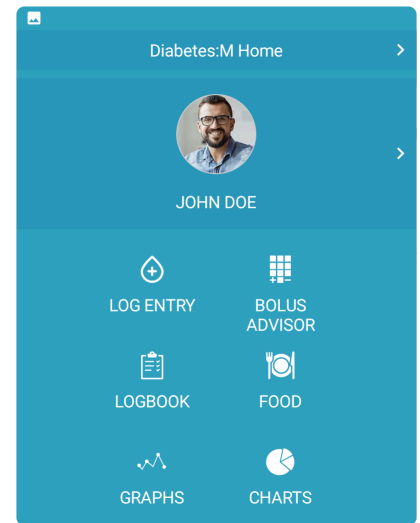 Diabetes:M Home
JOHN DOE
LOG ENTRY
BOLUS
ADVISOR
LOGBOOK
FOOD
GRAPHS
CHARTS